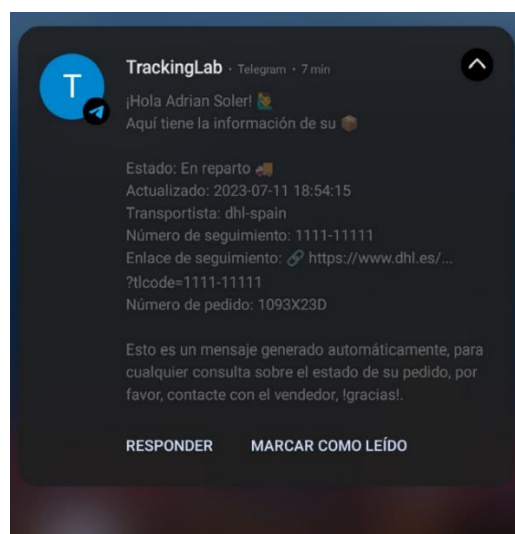 T
TrackingLab · Telegram · 7 min
¡Hola Adrian Soler! 🙋‍♂️
Aquí tiene la información de su 📦
Estado: En reparto 🚚
Actualizado: 2023-07-11 18:54:15
Transportista: dhl-spain
Número de seguimiento: 1111-11111
Enlace de seguimiento: 🔗 https://www.dhl.es/...
?tlcode=1111-11111
Número de pedido: 1093X23D
Esto es un mensaje generado automáticamente, para
cualquier consulta sobre el estado de su pedido, por
favor, contacte con el vendedor, !gracias!.
RESPONDER MARCAR COMO LEÍDO